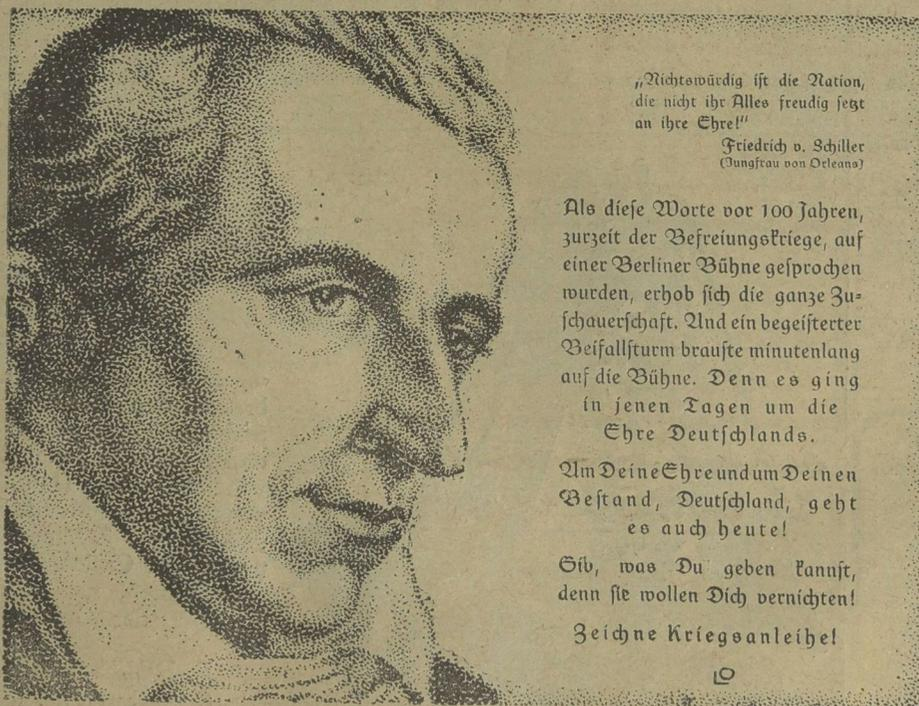 „Nichtswürdig iſt die Nation,
die nicht ihr Alles freudig ſetzt
an ihre Ehre!“
Friedrich v. Schiller
(Jungfrau von Orleans)
Als dieſe Worte vor 100 Jahren,
zurzeit der Befreiungskriege, auf
einer Berliner Bühne geſprochen
wurden, erhob ſich die ganze Zu⸗
ſchauerſchaft. Und ein begeiſterter
Beifallſturm brauſte minutenlang
auf die Bühne. Denn es ging
in jenen Tagen um die
Ehre Deutſchlands.
Um Deine Ehre und um Deinen
Beſtand, Deutſchland, geht
es auch heute!
Gib, was Du geben kannſt,
denn ſie wollen Dich vernichten!
Zeichne Kriegsanleihe!
LO